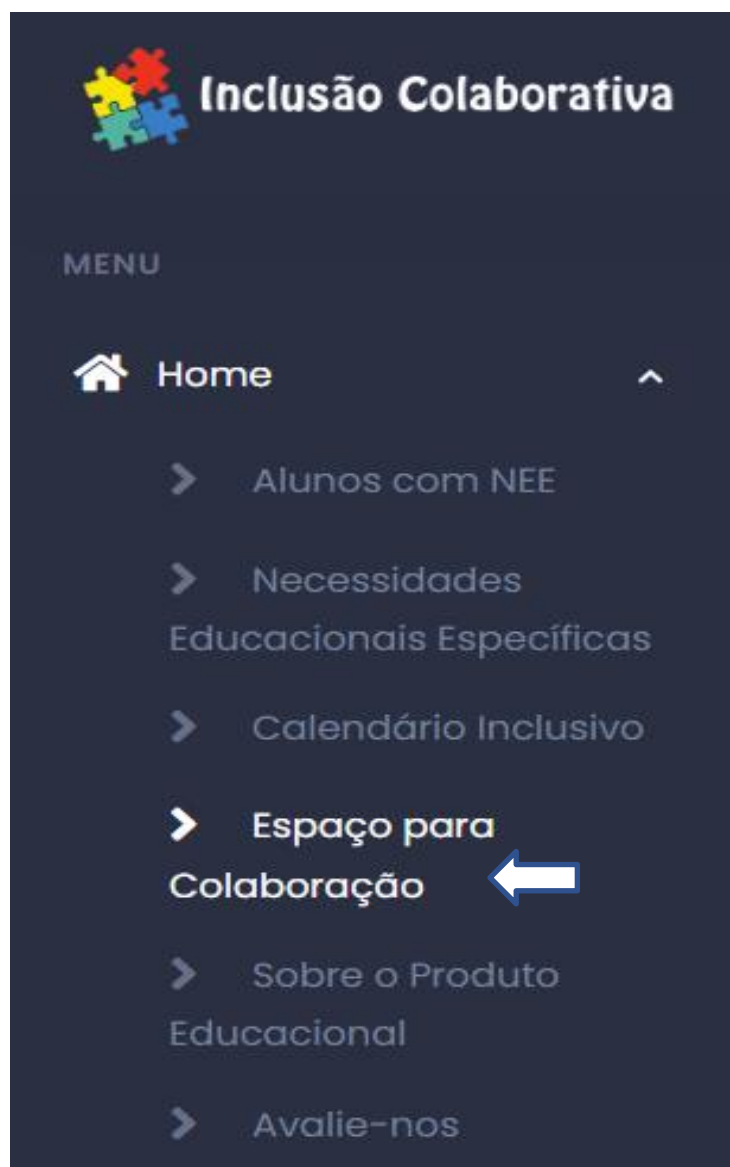 Inclusão Colaborativa
MENU
Home
Alunos com NEE
Necessidades
Educacionais Específicas
Calendário Inclusivo
Espaço para
Colaboração
Sobre o Produto
Educacional
Avalie-nos